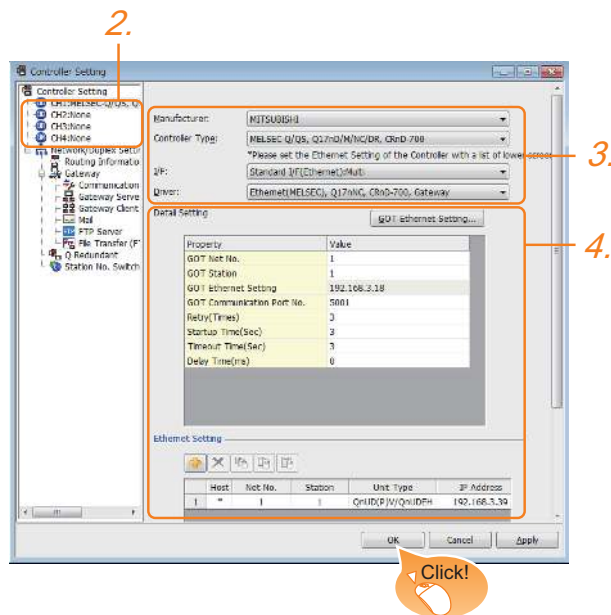 2.
Controller Setting
Controller Setting
CH1:MELSEC-Q/QS, Q
CH2:None
CH3:None
CH4:None
Network/Duplex Setti
Routing Informatio
Gateway
Communication
Gateway Serve
Gateway Client
Mail
FTP Server
File Transfer (F
Q Redundant
Station No. Switch
Manufacturer: MITSUBISHI
Controller Type: MELSEC Q/QS, Q17nD/M/NC/DR, CRnD-700
*Please set the Ethernet Setting of the Controller with a list of lower screen
3.
I/F: Standard I/F(Ethernet):Multi
Driver: Ethernet(MELSEC), Q17nNC, CRnD-700, Gateway
Detail Setting
GOT Ethernet Setting...
4.
Property Value
GOT Net No. 1
GOT Station 1
GOT Ethernet Setting 192.168.3.18
GOT Communication Port No. 5001
Retry(Times) 3
Startup Time(Sec) 3
Timeout Time(Sec) 3
Delay Time(ms) 0
Ethernet Setting
Host Net No. Station Unit Type IP Address
1 * 1 1 QnUD(P)V/QnUDEH 192.168.3.39
OK Cancel Apply
Click!